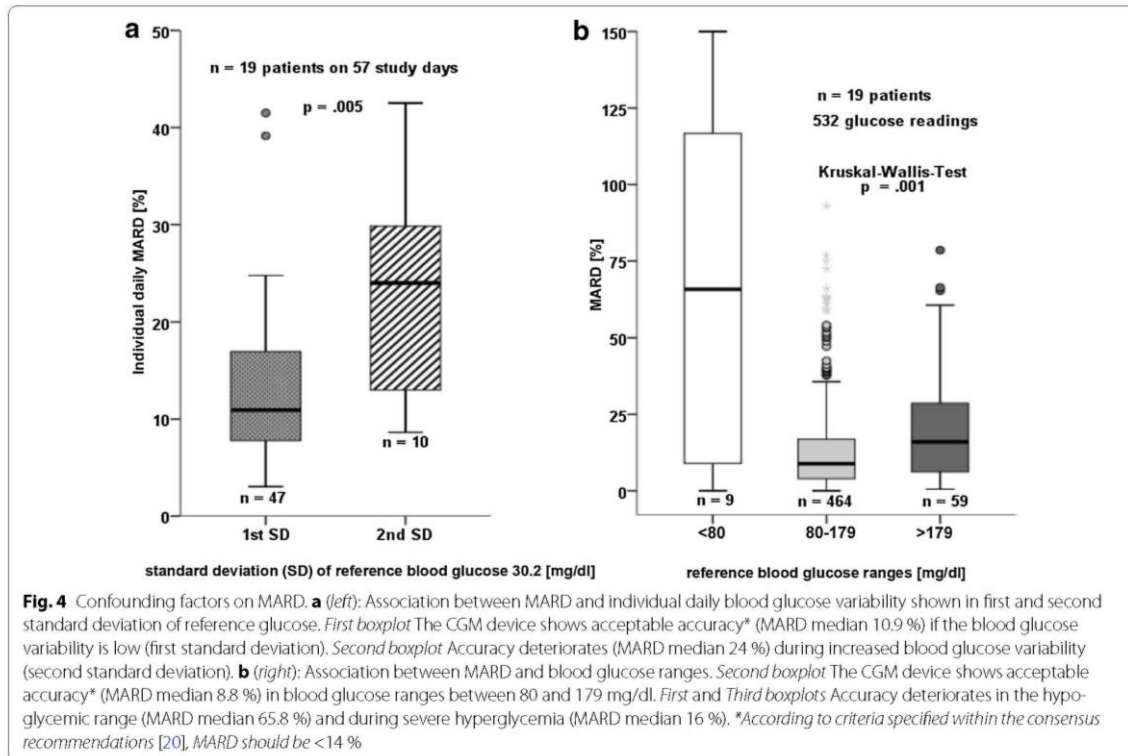 a
50
40
30
20
10
0
Individual daily MARD [%]
n = 19 patients on 57 study days
p = .005
n = 47
n = 10
1st SD
2nd SD
standard deviation (SD) of reference blood glucose 30.2 [mg/dl]
b
150
125
100
75
50
25
0
MARD [%]
n = 19 patients
532 glucose readings
Kruskal-Wallis-Test
p = .001
n = 9
n = 464
n = 59
<80
80-179
>179
reference blood glucose ranges [mg/dl]
Fig. 4 Confounding factors on MARD. a (left): Association between MARD and individual daily blood glucose variability shown in first and second
standard deviation of reference glucose. First boxplot The CGM device shows acceptable accuracy* (MARD median 10.9 %) if the blood glucose
variability is low (first standard deviation). Second boxplot Accuracy deteriorates (MARD median 24 %) during increased blood glucose variability
(second standard deviation). b (right): Association between MARD and blood glucose ranges. Second boxplot The CGM device shows acceptable
accuracy* (MARD median 8.8 %) in blood glucose ranges between 80 and 179 mg/dl. First and Third boxplots Accuracy deteriorates in the hypo-
glycemic range (MARD median 65.8 %) and during severe hyperglycemia (MARD median 16 %). *According to criteria specified within the consensus
recommendations [20], MARD should be <14 %